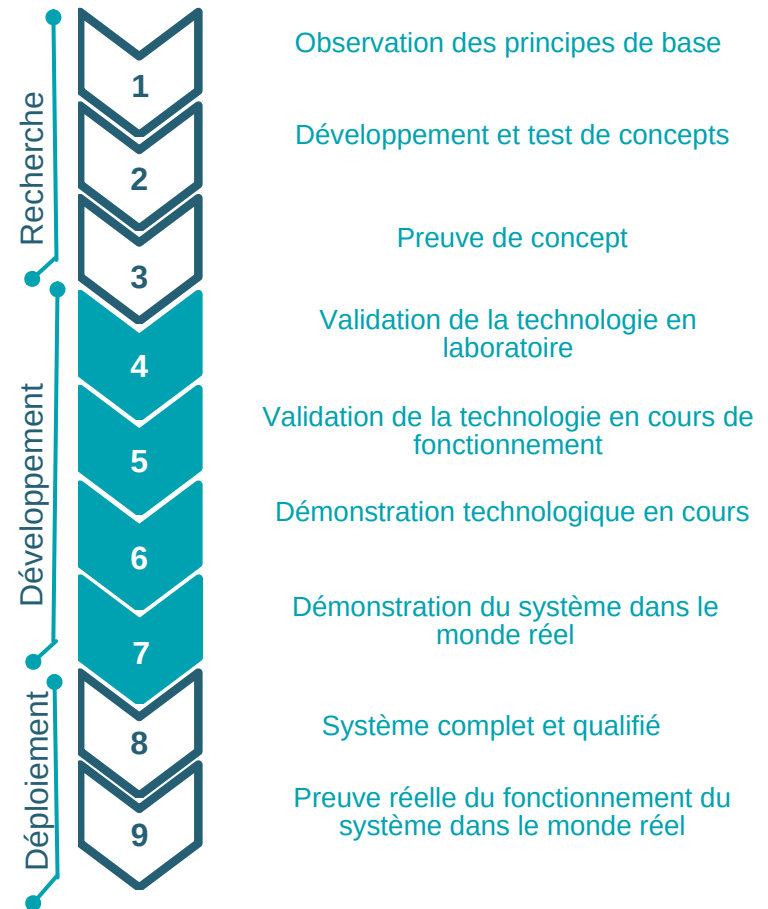 Recherche
1
Observation des principes de base
2
Développement et test de concepts
3
Preuve de concept
Développement
4
Validation de la technologie en
laboratoire
5
Validation de la technologie en cours de
fonctionnement
6
Démonstration technologique en cours
7
Démonstration du système dans le
monde réel
Déploiement
8
Système complet et qualifié
9
Preuve réelle du fonctionnement du
système dans le monde réel